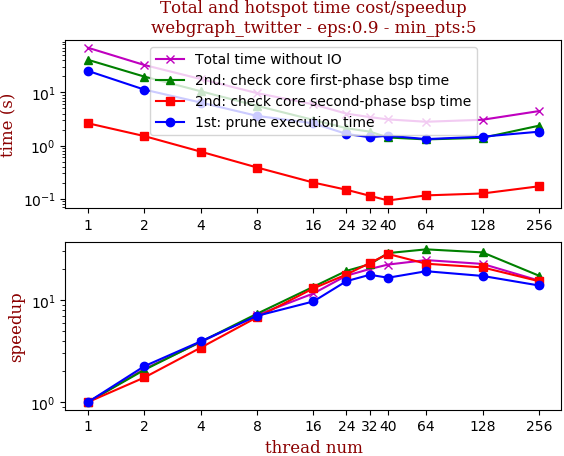 Total and hotspot time cost/speedup
webgraph_twitter - eps:0.9 - min_pts:5
time (s)
10¹
10⁰
10⁻¹
Total time without IO
2nd: check core first-phase bsp time
2nd: check core second-phase bsp time
1st: prune execution time
1 2 4 8 16 24 32 40 64 128 256
speedup
10¹
10⁰
1 2 4 8 16 24 32 40 64 128 256
thread num